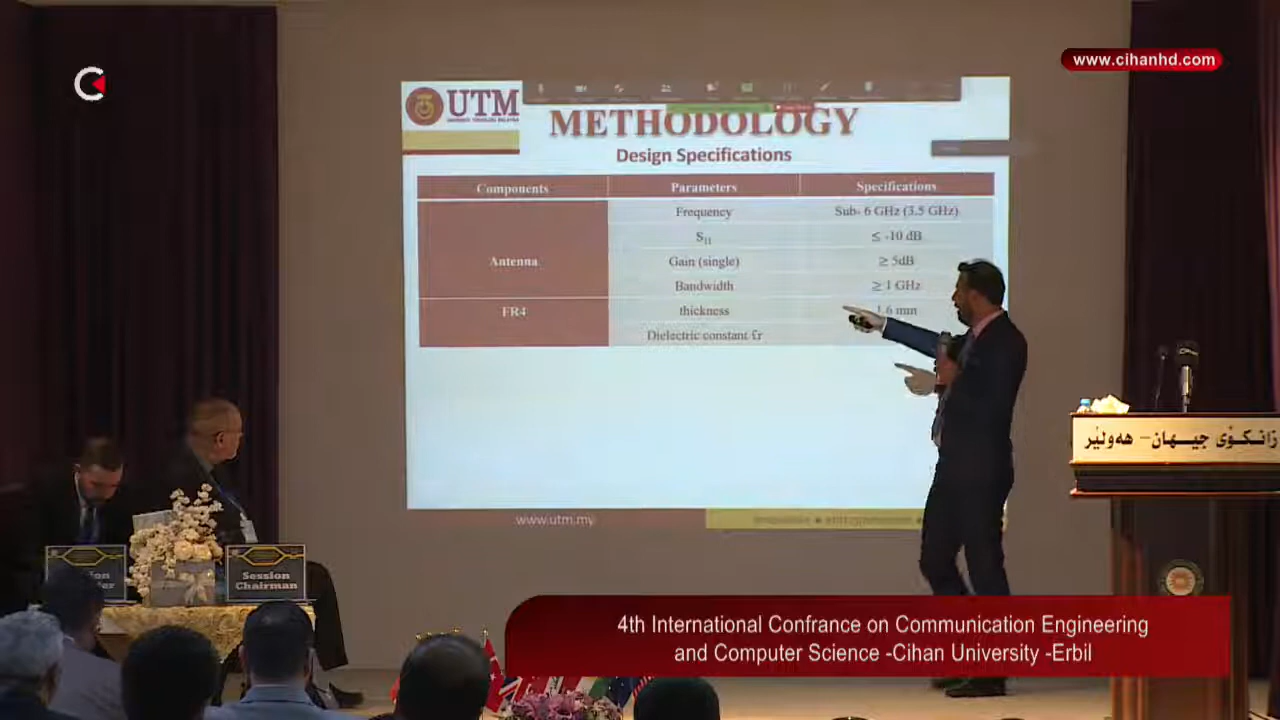 www.cihanhd.com
UTM
METHODOLOGY
Design Specifications
Components Parameters Specifications
Frequency Sub- 6 GHz (3.5 GHz)
S11 ≤ -10 dB
Antenna Gain (single) ≥ 5dB
Bandwidth ≥ 1 GHz
FR4 thickness 1.6 mm
Dielectric constant
www.utm.my
زانکۆی جیهان - هەولێر
Session
Chairman
4th International Confrance on Communication Engineering
and Computer Science -Cihan University -Erbil